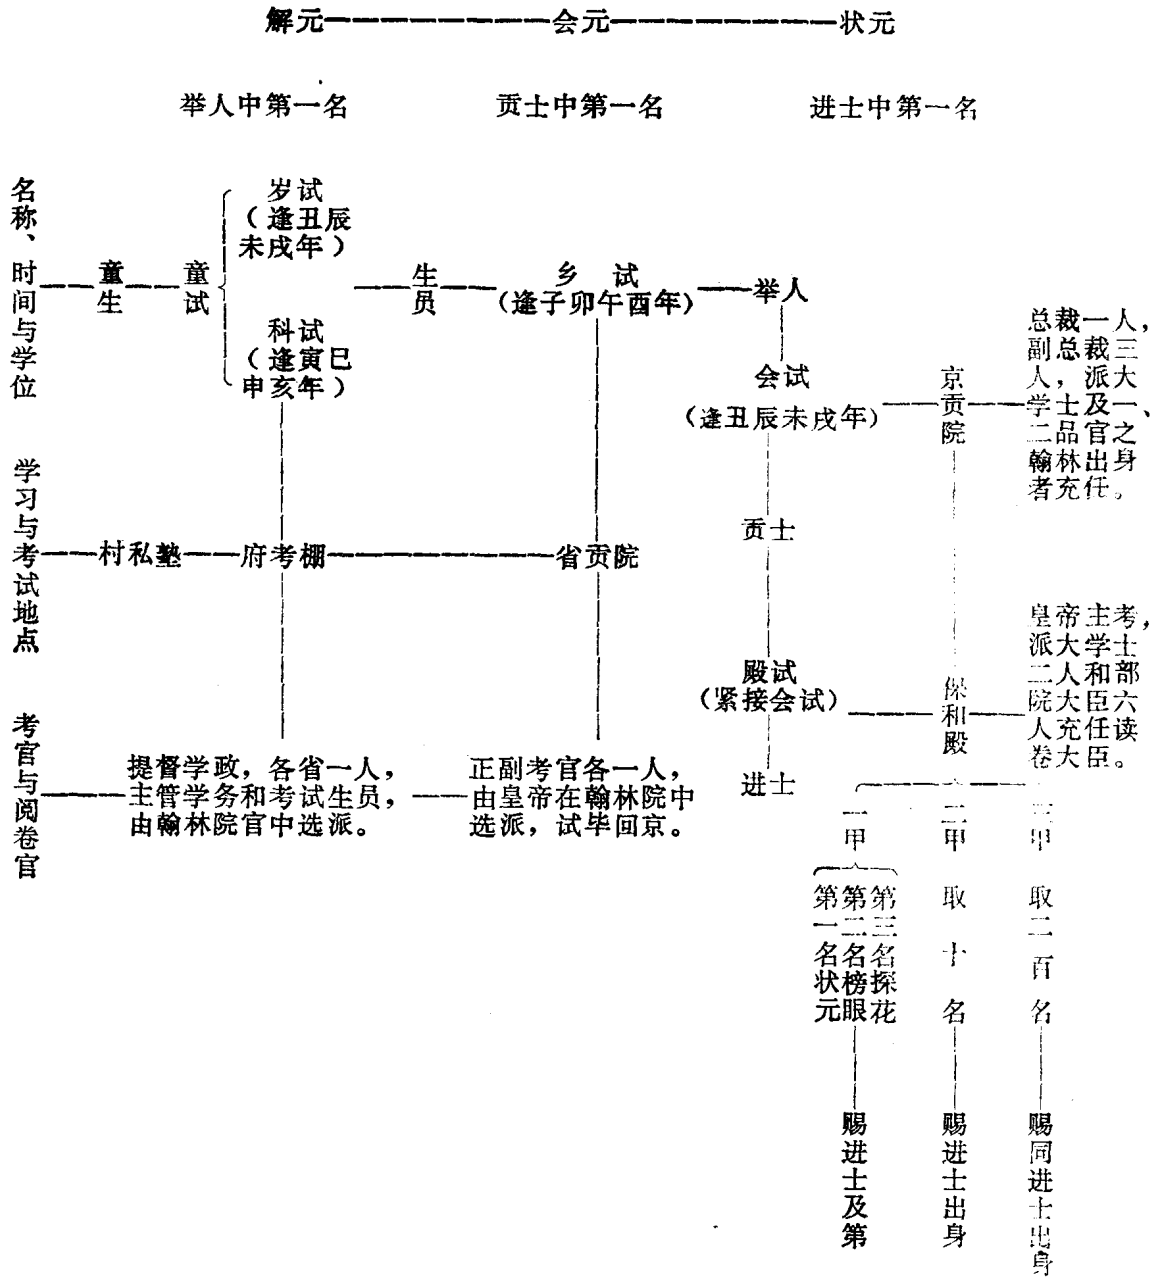 解元——会元——状元
举人中第一名
贡士中第一名
进士中第一名
名称、时间与学位
童生
童试
岁试
（逢丑辰
未戌年）
科试
（逢寅巳
申亥年）
生员
乡 试
（逢子卯午酉年）
举人
会试
（逢丑辰未戌年）
京贡院
总裁一人，
副总裁三
人，派大
学士及一、
二品官之
翰林出身
者充任。
学习与考试地点
村私塾
府考棚
省贡院
贡士
殿试
（紧接会试）
保和殿
皇帝主考，
派大学士
二人和部
院大臣六
人充任读
卷大臣。
考官与阅卷官
提督学政，各省一人，
主管学务和考试生员，
由翰林院官中选派。
正副考官各一人，
由皇帝在翰林院中
选派，试毕回京。
进士
一甲
第一名状元
第二名榜眼
第三名探花
赐进士及第
二甲
取十名
赐进士出身
三甲
取二百名
赐同进士出身